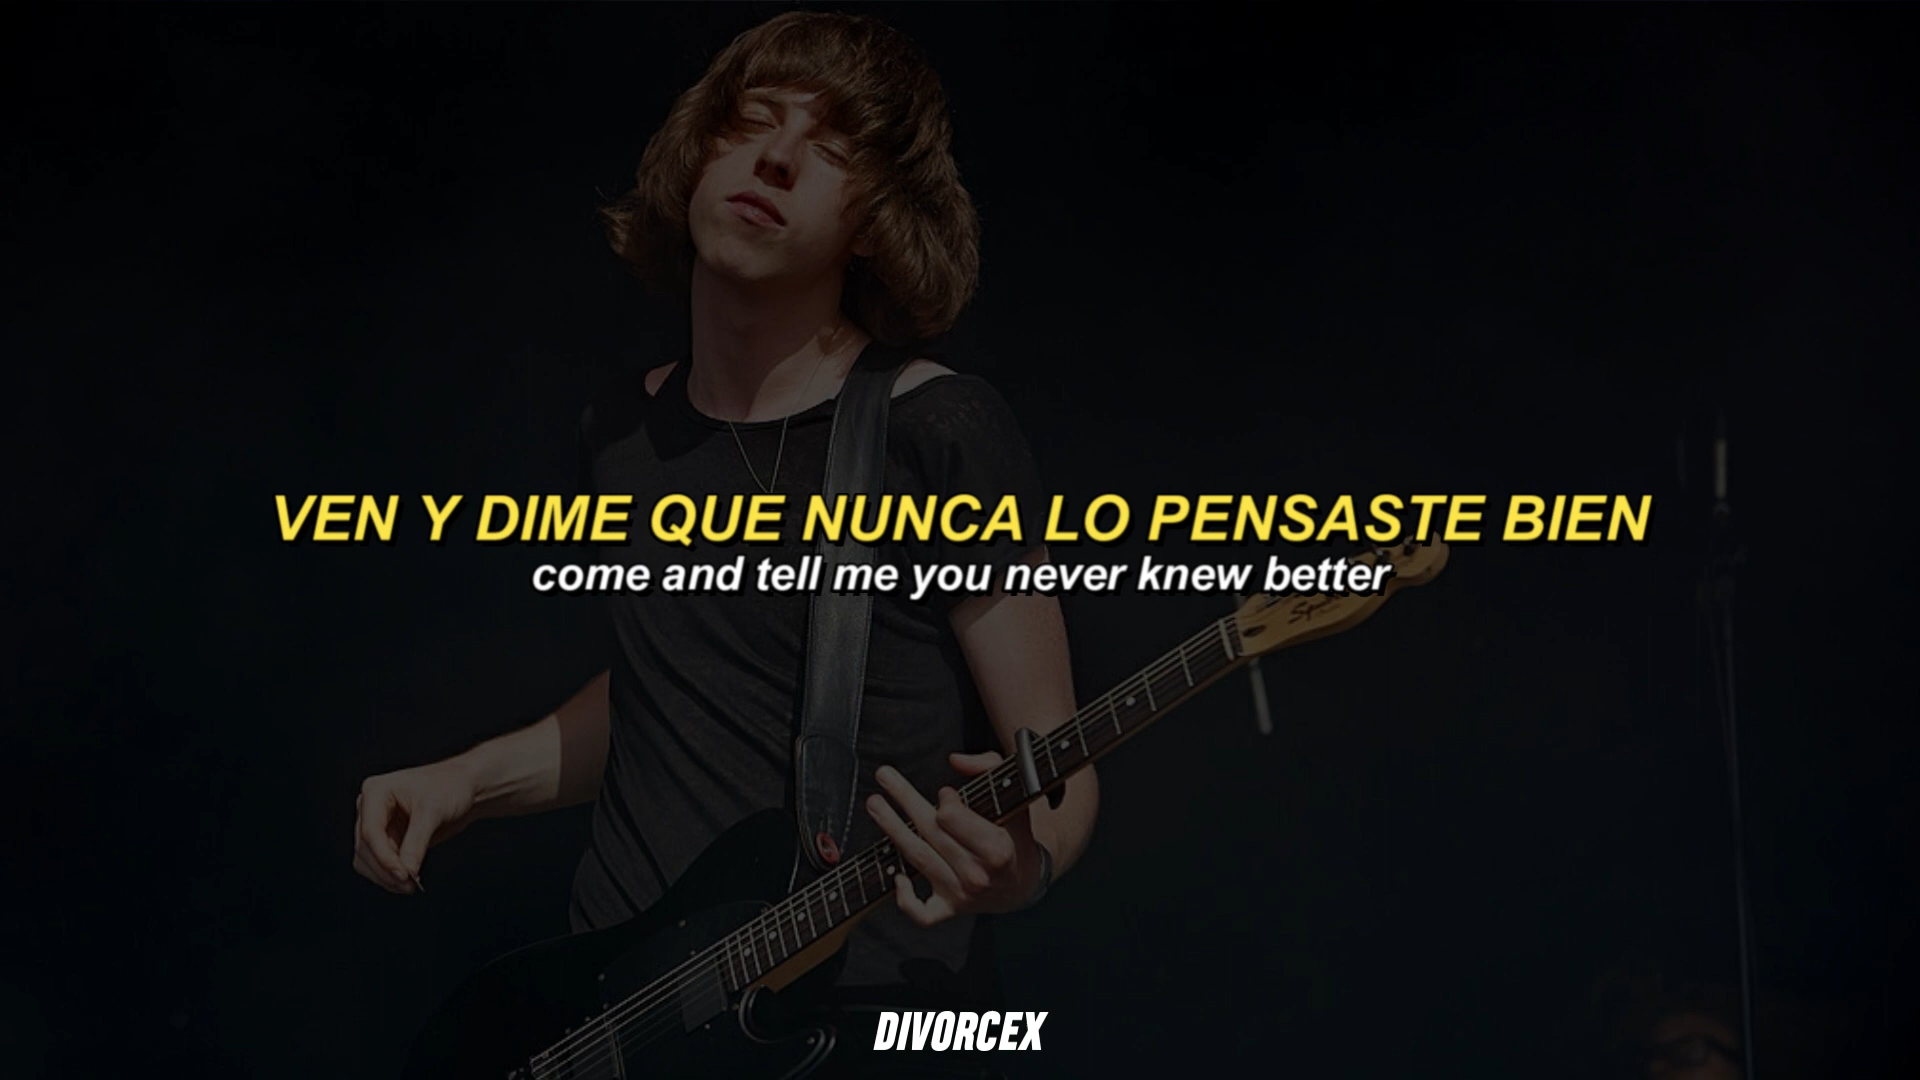 VEN Y DIME QUE NUNCA LO PENSASTE BIEN
come and tell me you never knew better
DIVORCEX